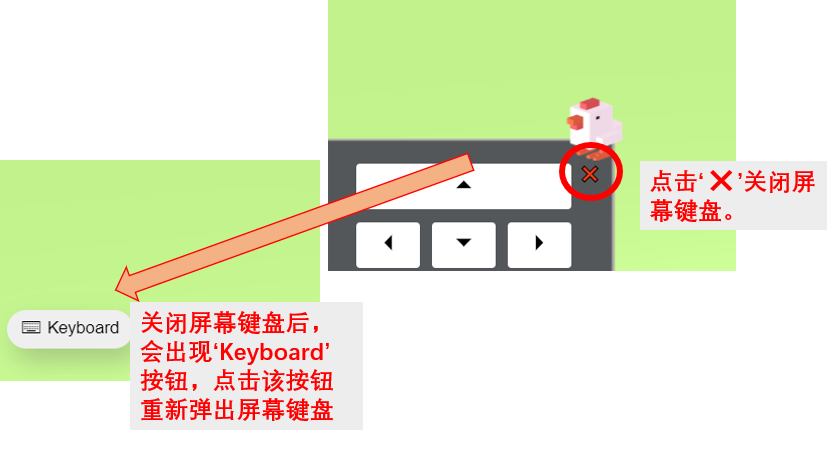 点击‘❌’关闭屏
幕键盘。
Keyboard
关闭屏幕键盘后，
会出现‘Keyboard’
按钮，点击该按钮
重新弹出屏幕键盘